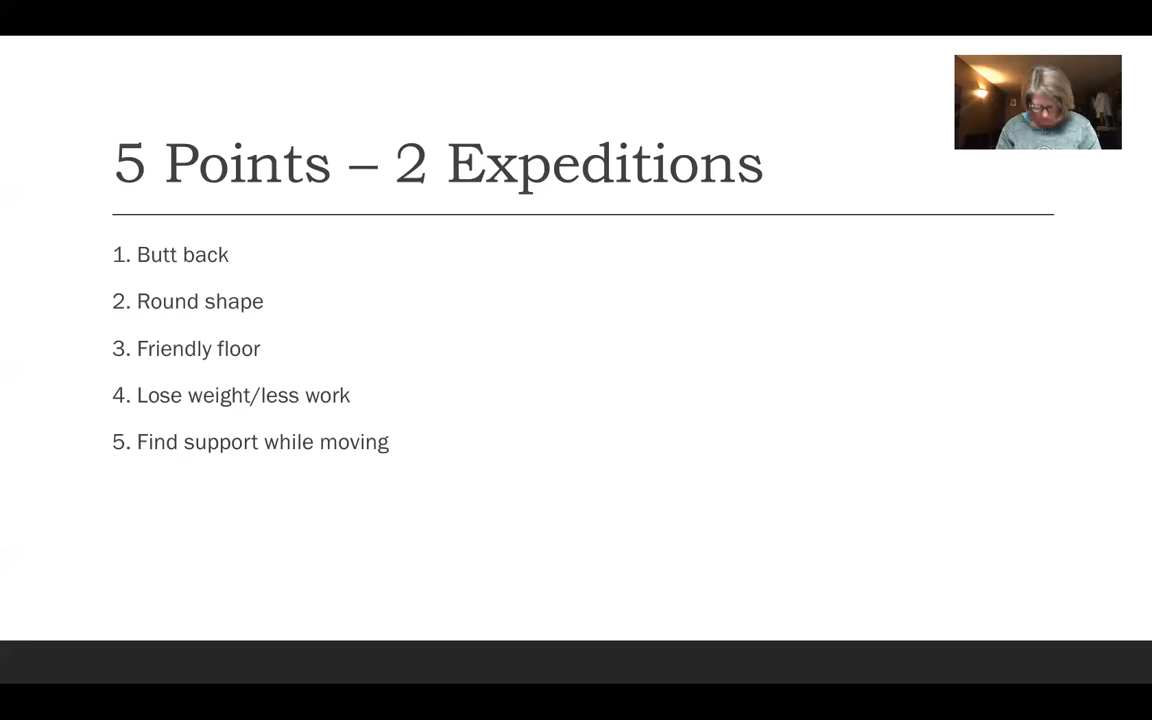 5 Points – 2 Expeditions
1. Butt back
2. Round shape
3. Friendly floor
4. Lose weight/less work
5. Find support while moving